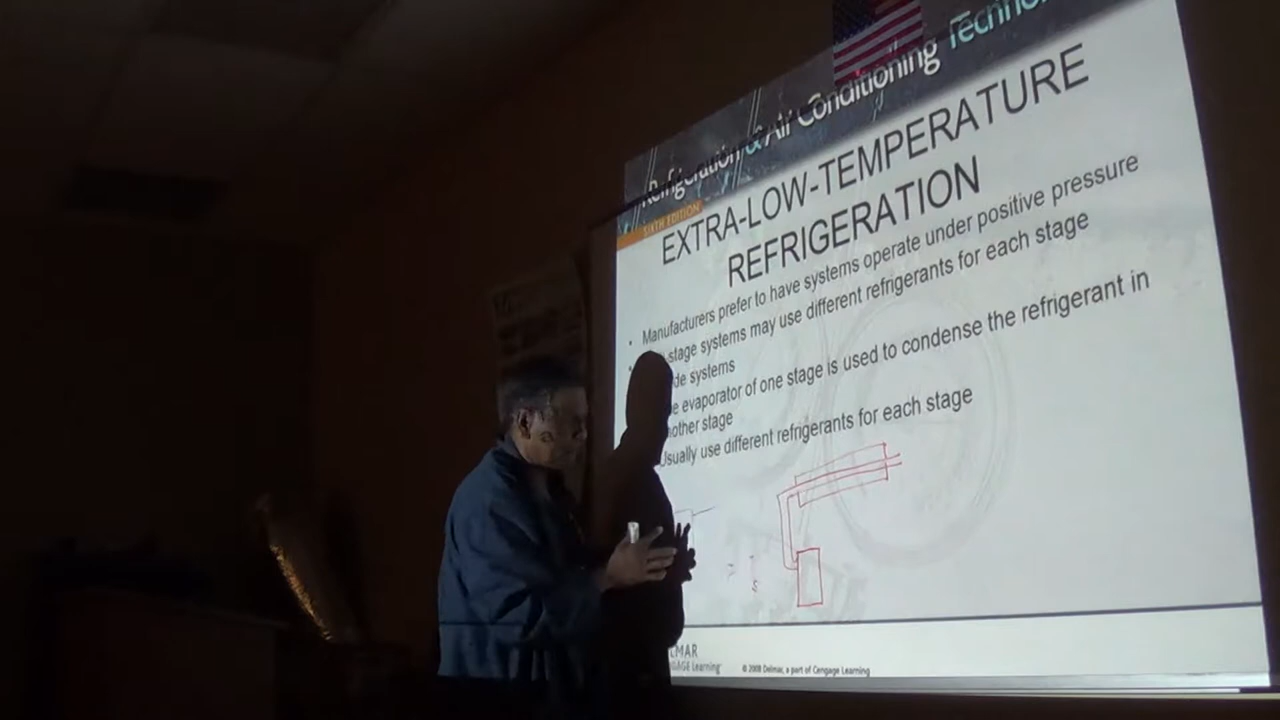 Refrigeration & Air Conditioning
SIXTH EDITION
EXTRA-LOW-TEMPERATURE
REFRIGERATION
• Manufacturers prefer to have systems operate under positive pressure
stage systems may use different refrigerants for each stage
de systems
e evaporator of one stage is used to condense the refrigerant in
other stage
Usually use different refrigerants for each stage
LMAR
GAGE Learning
© 2008 Delmar, a part of Cengage Learning